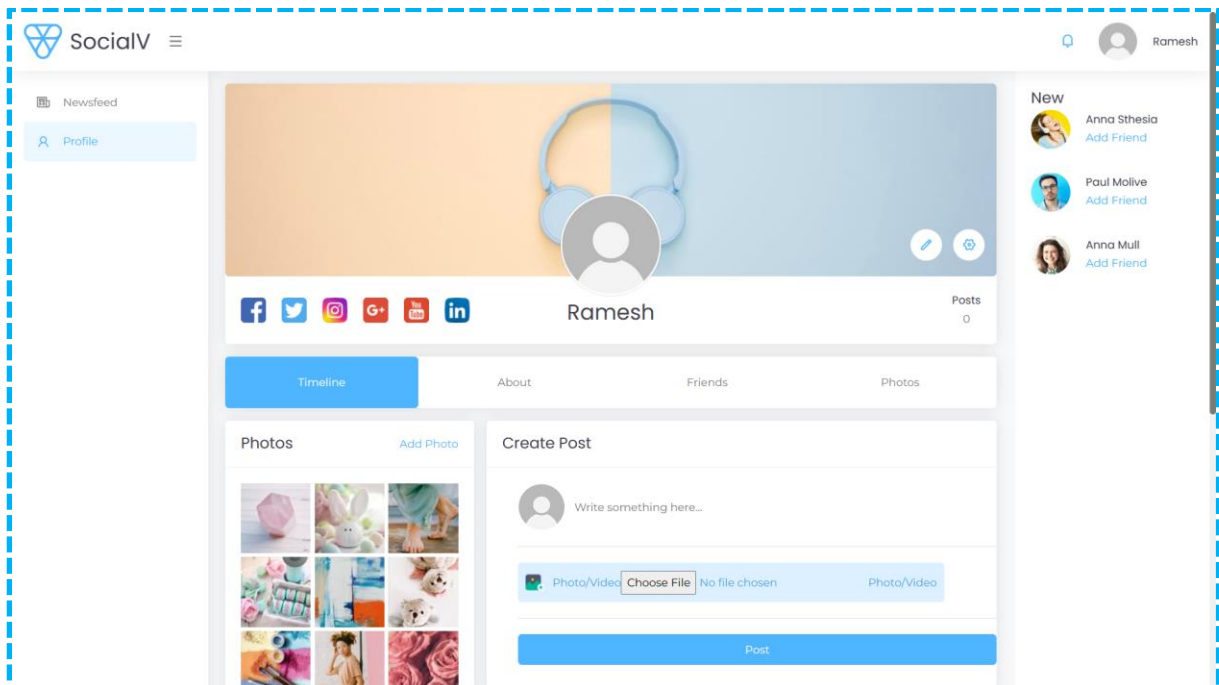 SocialV
Ramesh
Newsfeed
Profile
New
Anna Sthesia
Add Friend
Paul Molive
Add Friend
Anna Mull
Add Friend
Ramesh
Posts
0
Timeline About Friends Photos
Photos Add Photo
Create Post
Write something here...
Photo/Video Choose File No file chosen Photo/Video
Post